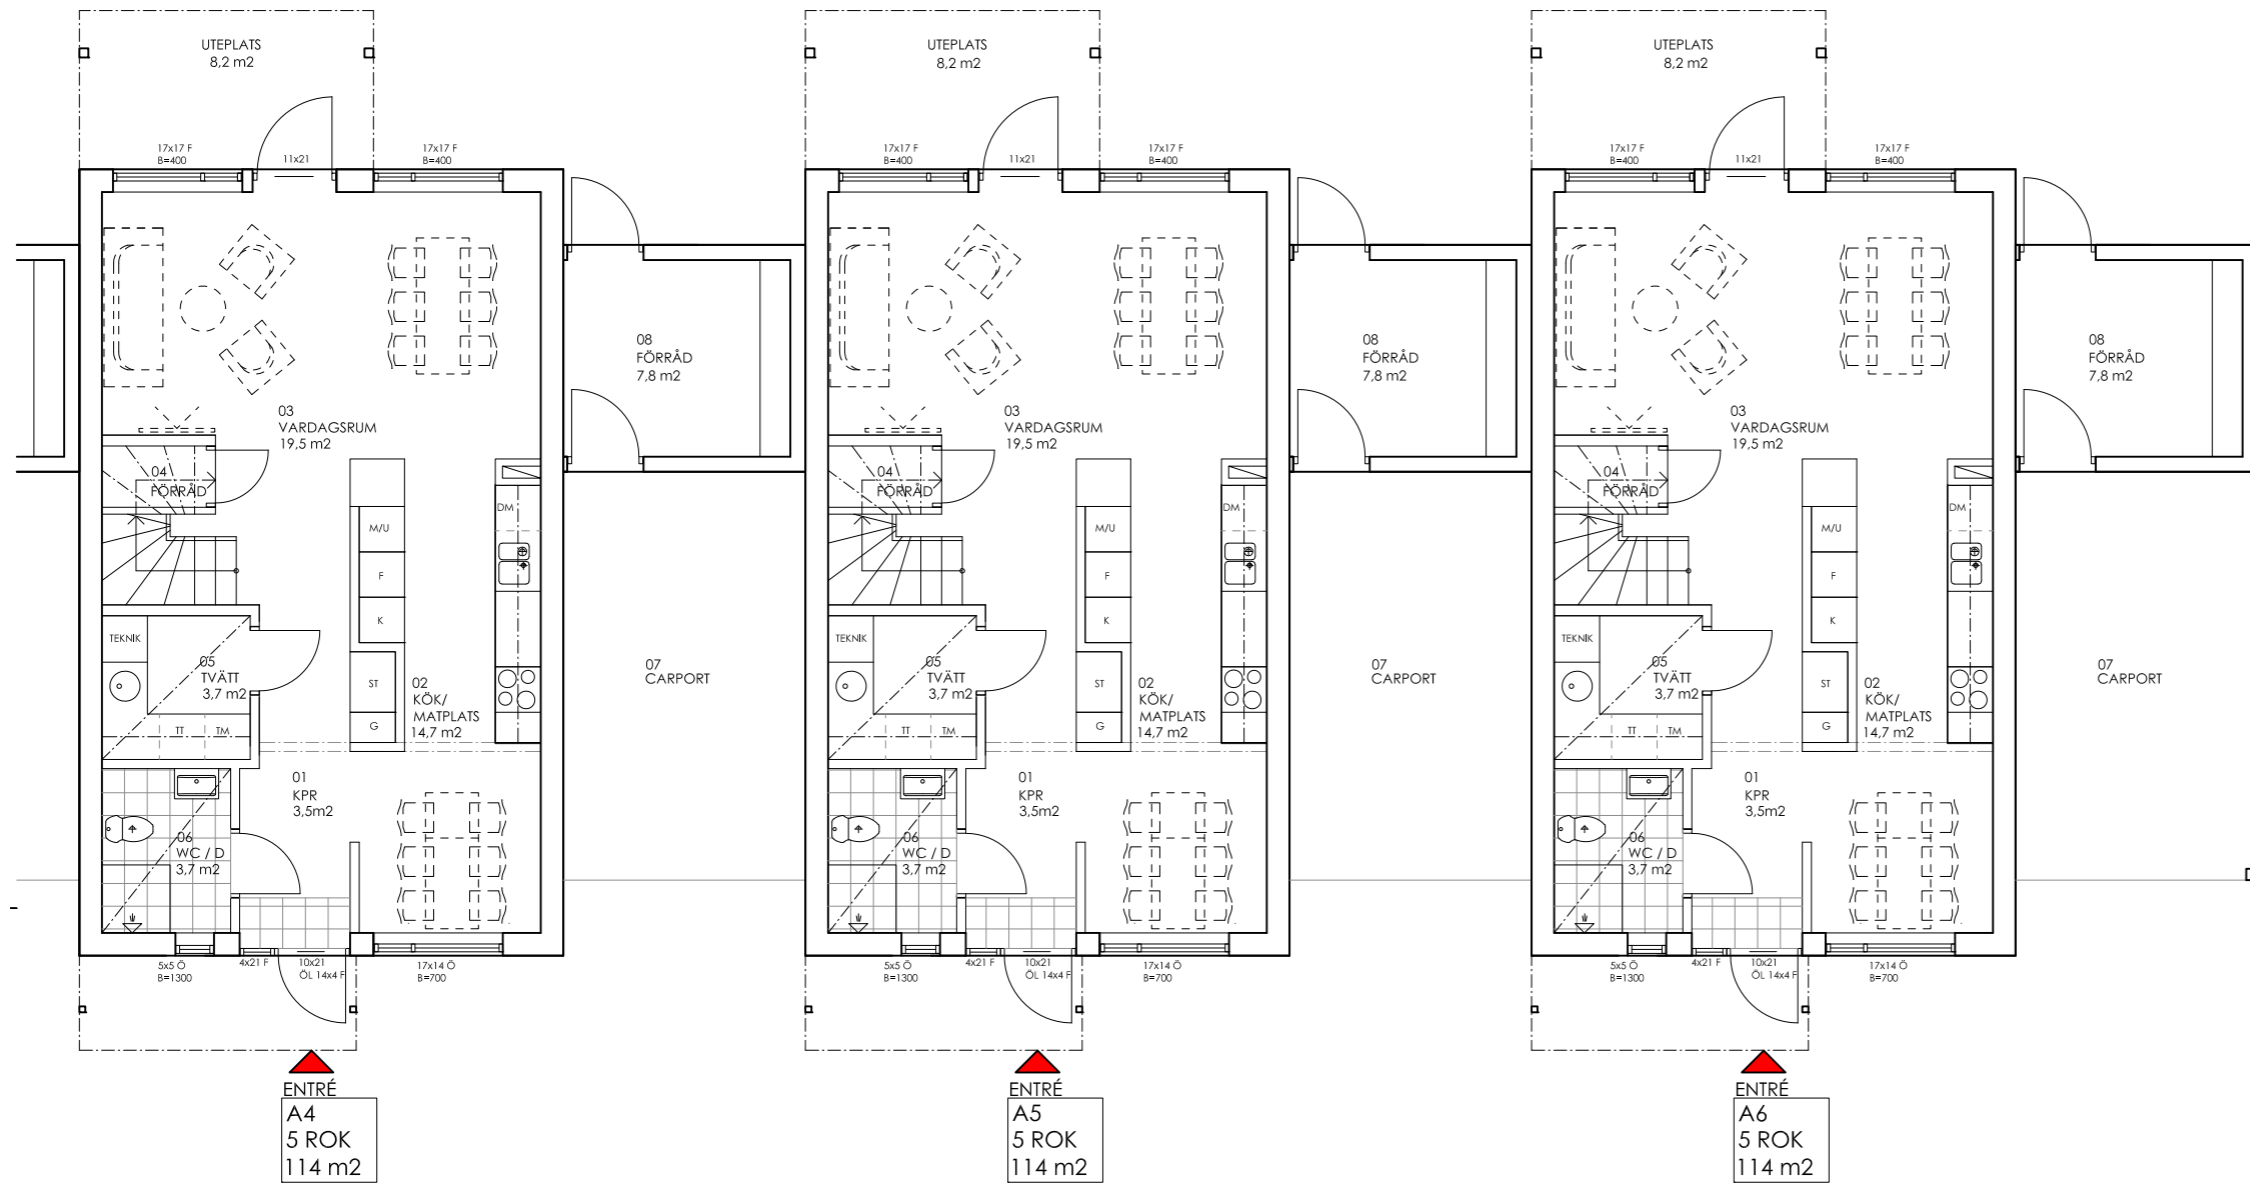 UTEPLATS
8,2 m2
17x17 F
B=400
11x21
17x17 F
B=400
03
VARDAGSRUM
19,5 m2
08
FÖRRÅD
7,8 m2
04
FÖRRÅD
DM
M/U
F
K
TEKNIK
05
TVÄTT
3,7 m2
ST
G
02
KÖK/
MATPLATS
14,7 m2
TT
TM
07
CARPORT
01
KPR
3,5m2
06
WC / D
3,7 m2
5x5 Ö
B=1300
4x21 F
10x21
ÖL 14x4 F
17x14 Ö
B=700
ENTRÉ
A4
5 ROK
114 m2
UTEPLATS
8,2 m2
17x17 F
B=400
11x21
17x17 F
B=400
03
VARDAGSRUM
19,5 m2
08
FÖRRÅD
7,8 m2
04
FÖRRÅD
DM
M/U
F
K
TEKNIK
05
TVÄTT
3,7 m2
ST
G
02
KÖK/
MATPLATS
14,7 m2
TT
TM
07
CARPORT
01
KPR
3,5m2
06
WC / D
3,7 m2
5x5 Ö
B=1300
4x21 F
10x21
ÖL 14x4 F
17x14 Ö
B=700
ENTRÉ
A5
5 ROK
114 m2
UTEPLATS
8,2 m2
17x17 F
B=400
11x21
17x17 F
B=400
03
VARDAGSRUM
19,5 m2
08
FÖRRÅD
7,8 m2
04
FÖRRÅD
DM
M/U
F
K
TEKNIK
05
TVÄTT
3,7 m2
ST
G
02
KÖK/
MATPLATS
14,7 m2
TT
TM
07
CARPORT
01
KPR
3,5m2
06
WC / D
3,7 m2
5x5 Ö
B=1300
4x21 F
10x21
ÖL 14x4 F
17x14 Ö
B=700
ENTRÉ
A6
5 ROK
114 m2